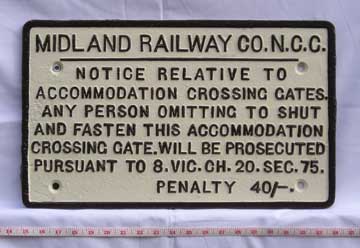 MIDLAND RAILWAY CO. N.C.C.
NOTICE RELATIVE TO
ACCOMMODATION CROSSING GATES.
ANY PERSON OMITTING TO SHUT
AND FASTEN THIS ACCOMMODATION
CROSSING GATE. WILL BE PROSECUTED
PURSUANT TO 8. VIC. CH. 20. SEC. 75.
PENALTY 40/-.